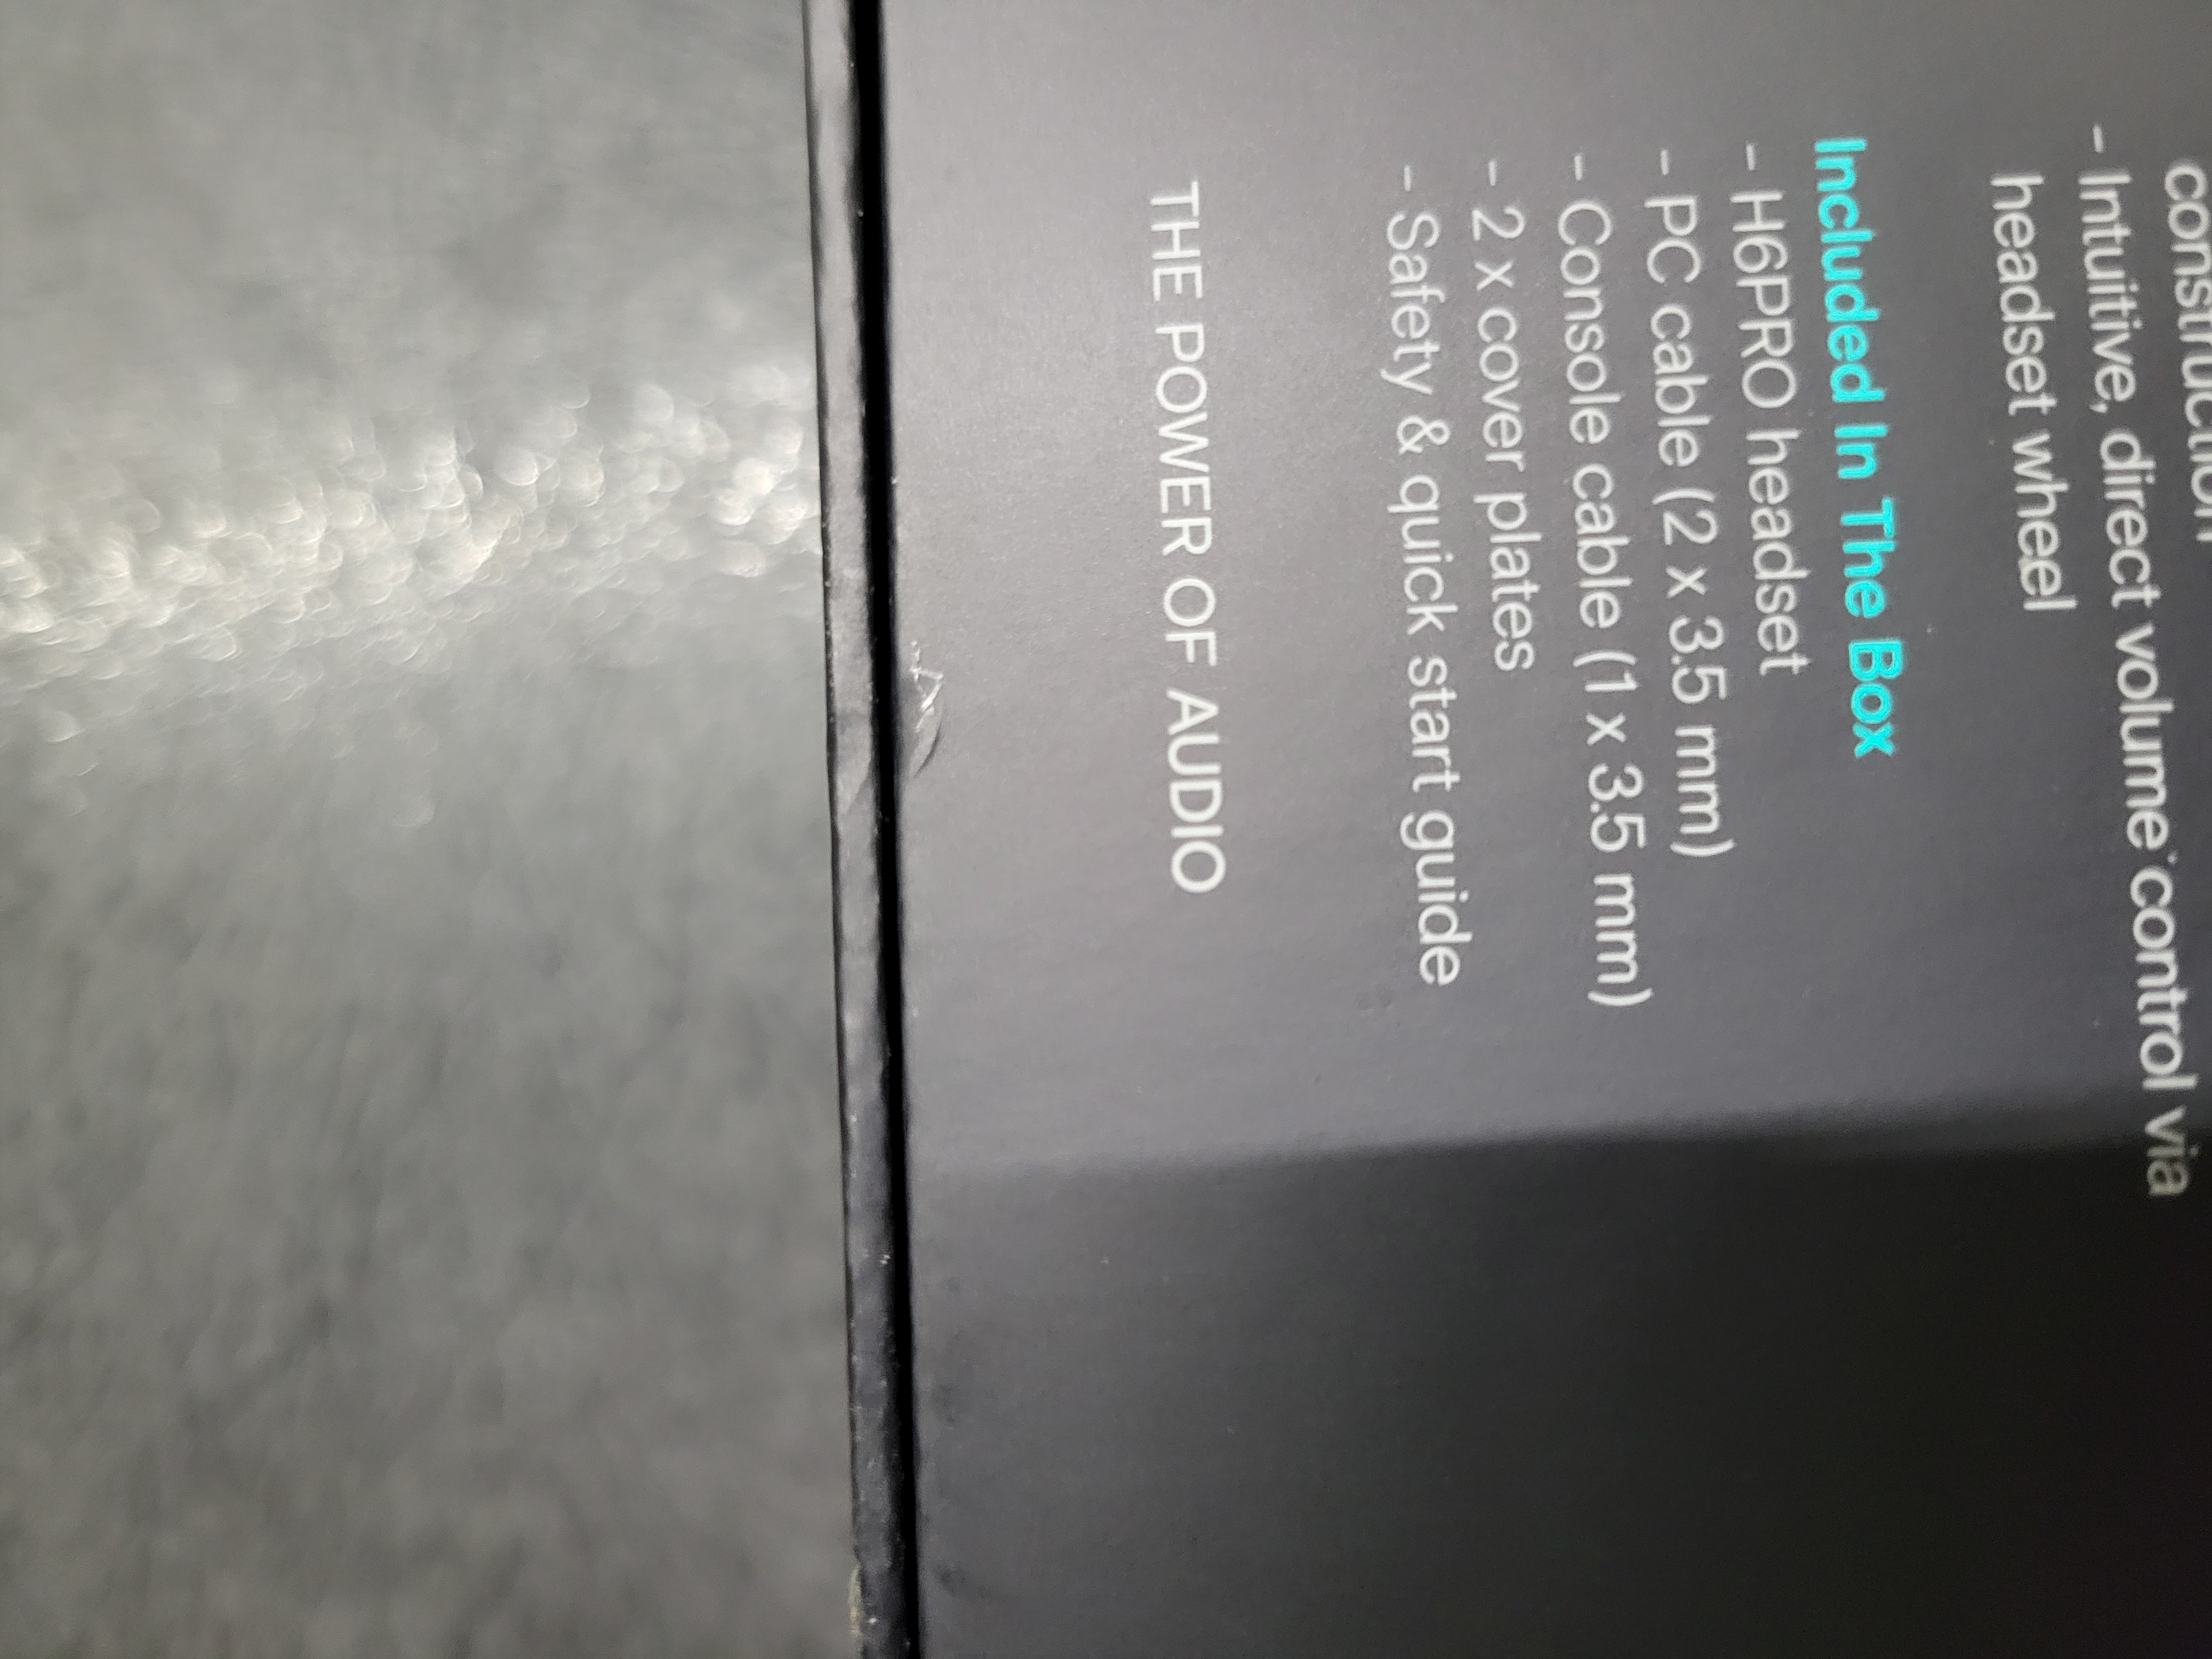 construction
- Intuitive, direct volume control via
headset wheel
Included In The Box
- H6PRO headset
- PC cable (2 x 3.5 mm)
- Console cable (1 x 3.5 mm)
- 2 x cover plates
- Safety & quick start guide
THE POWER OF AUDIO